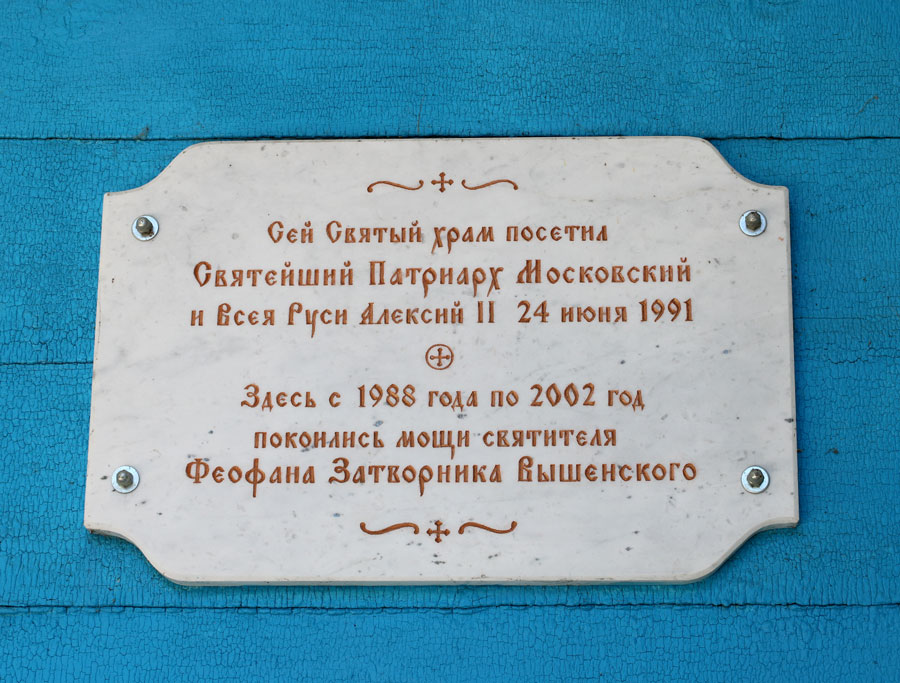 Сей Святый храм посетил
Святейший Патриарх Московский
и Всея Руси Алексий II 24 июня 1991
Здесь с 1988 года по 2002 год
покоились мощи святителя
Феофана Затворника Вышенского